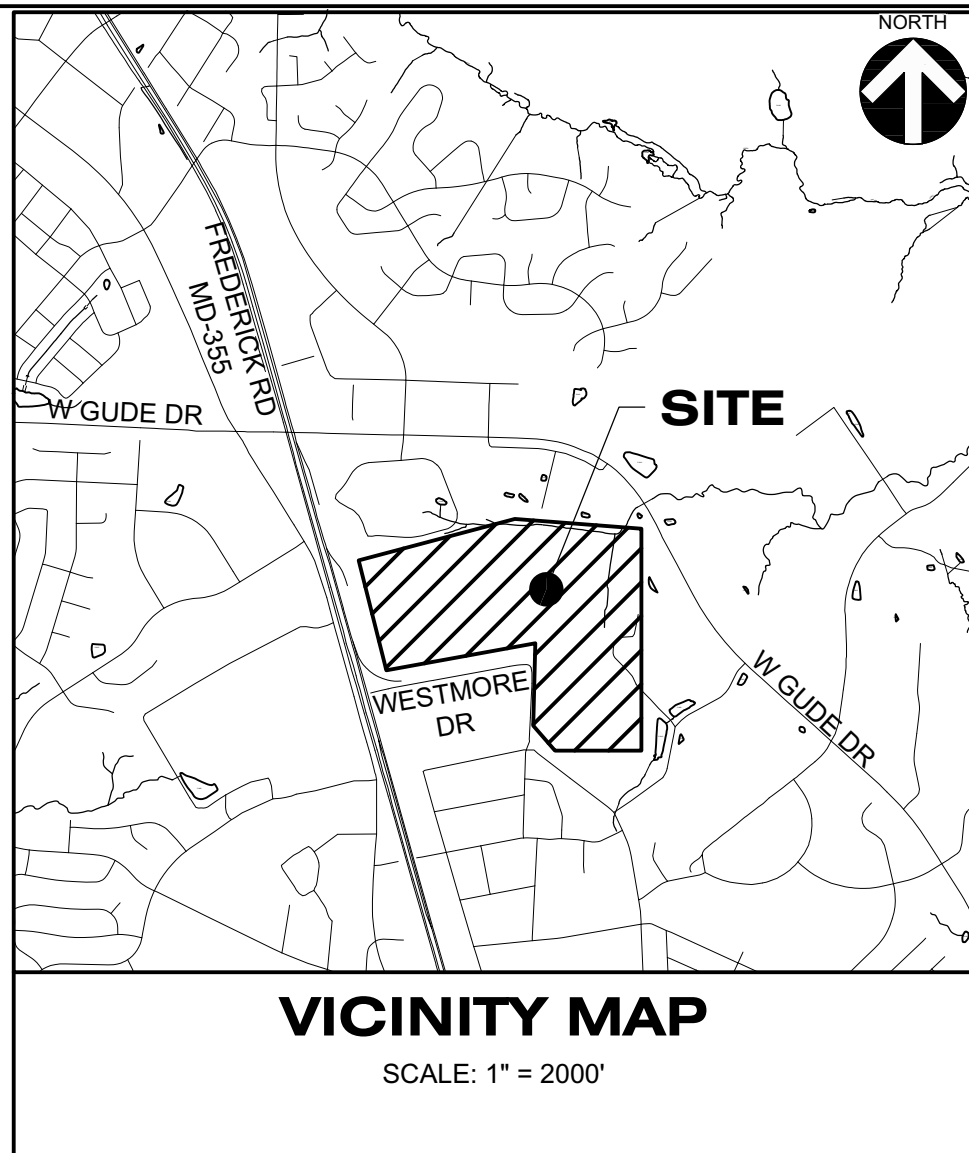 NORTH
FREDERICK RD
MD-355
W GUDE DR
SITE
WESTMORE
DR
W GUDE DR
VICINITY MAP
SCALE: 1" = 2000'